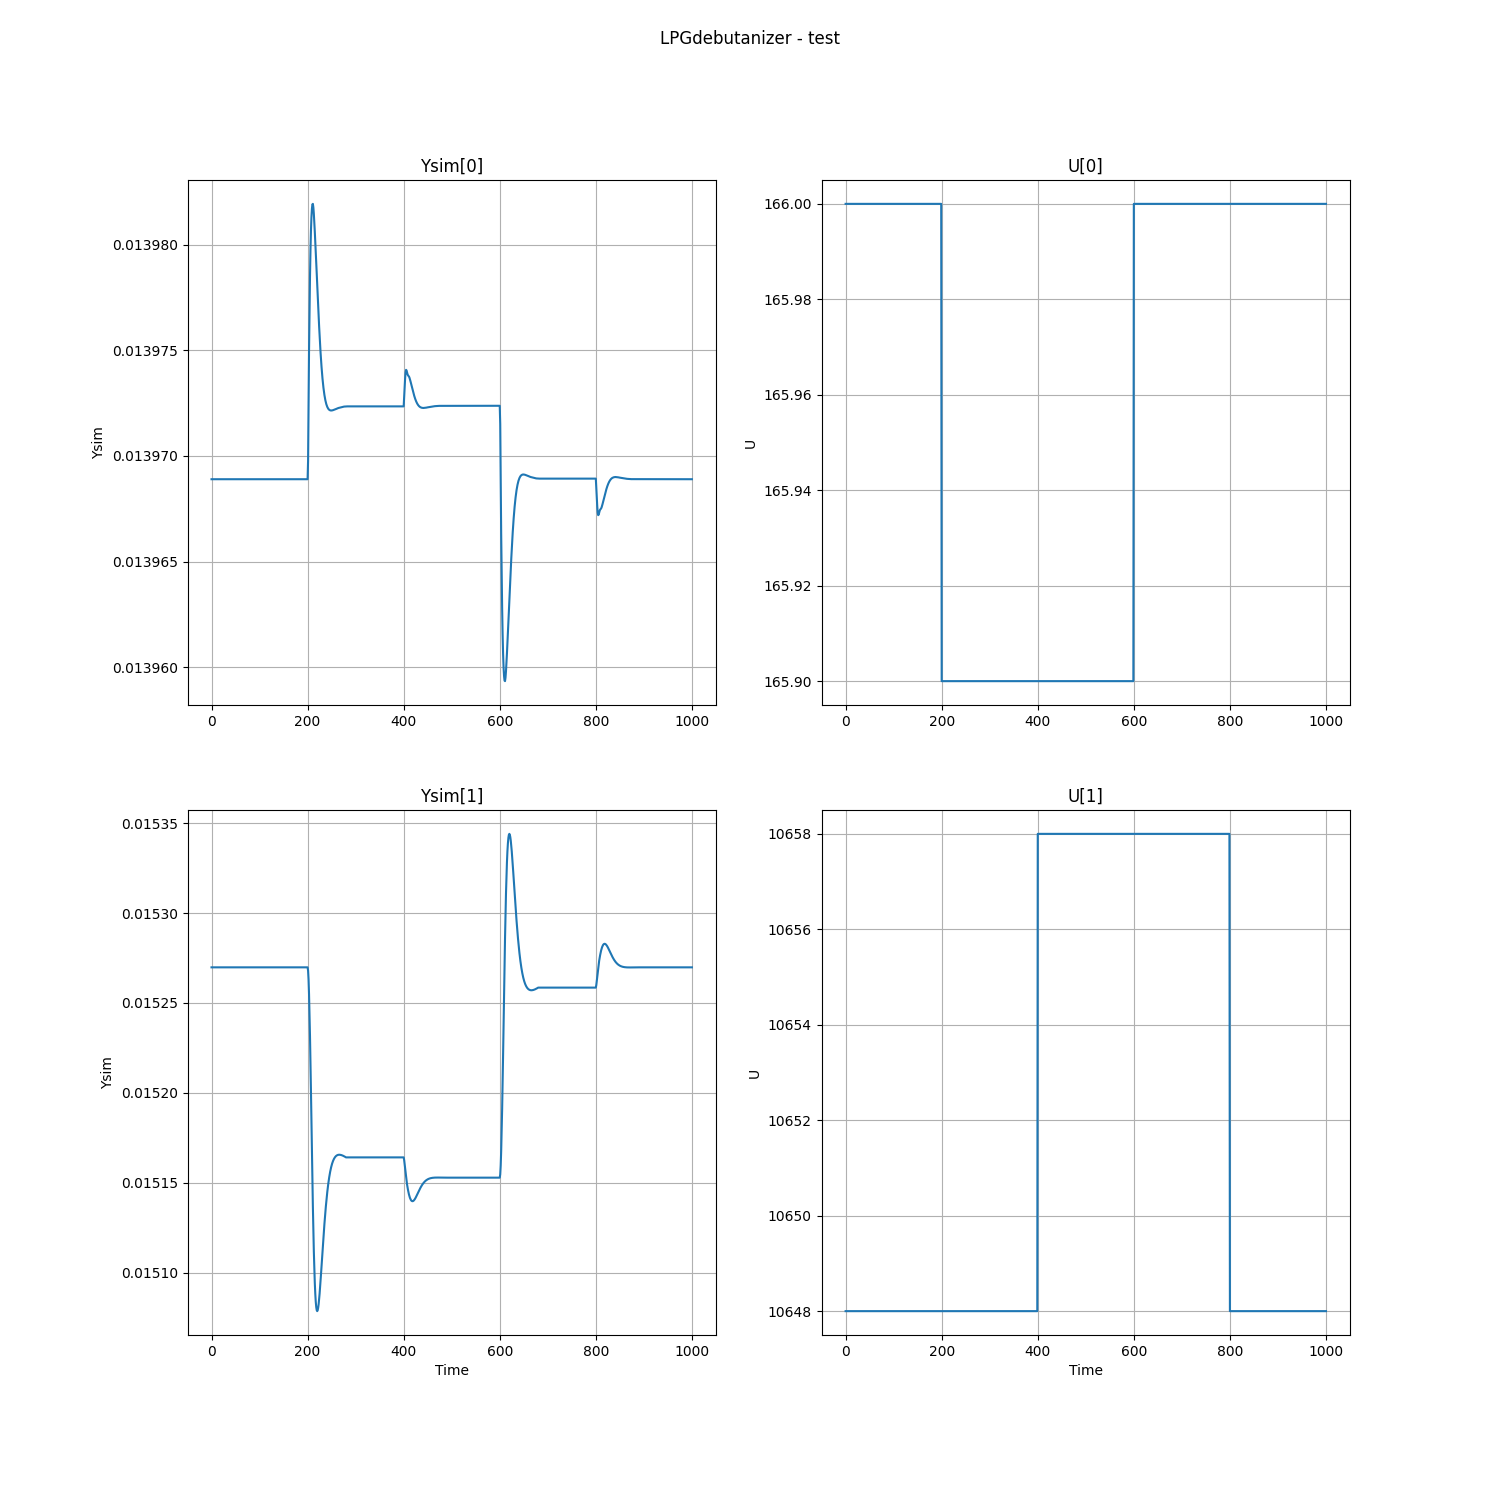 LPGdebutanizer - test
Ysim[0]
0.013980
0.013975
0.013970
0.013965
0.013960
Ysim
0 200 400 600 800 1000
U[0]
166.00
165.98
165.96
165.94
165.92
165.90
U
0 200 400 600 800 1000
Ysim[1]
0.01535
0.01530
0.01525
0.01520
0.01515
0.01510
Ysim
0 200 400 600 800 1000
Time
U[1]
10658
10656
10654
10652
10650
10648
U
0 200 400 600 800 1000
Time